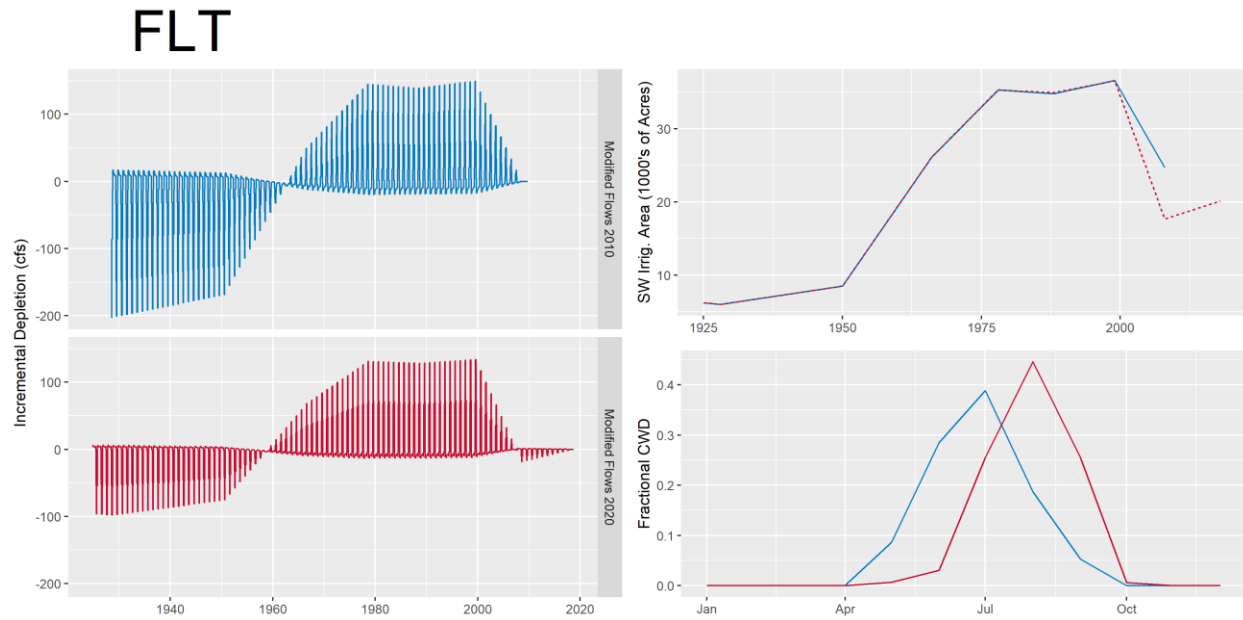 FLT
Incremental Depletion (cfs)
100
0
-100
-200
Modified Flows 2010
100
0
-100
-200
Modified Flows 2020
1940
1960
1980
2000
2020
SW Irrig. Area (1000's of Acres)
30
20
10
1925
1950
1975
2000
Fractional CWD
0.4
0.3
0.2
0.1
0.0
Jan
Apr
Jul
Oct